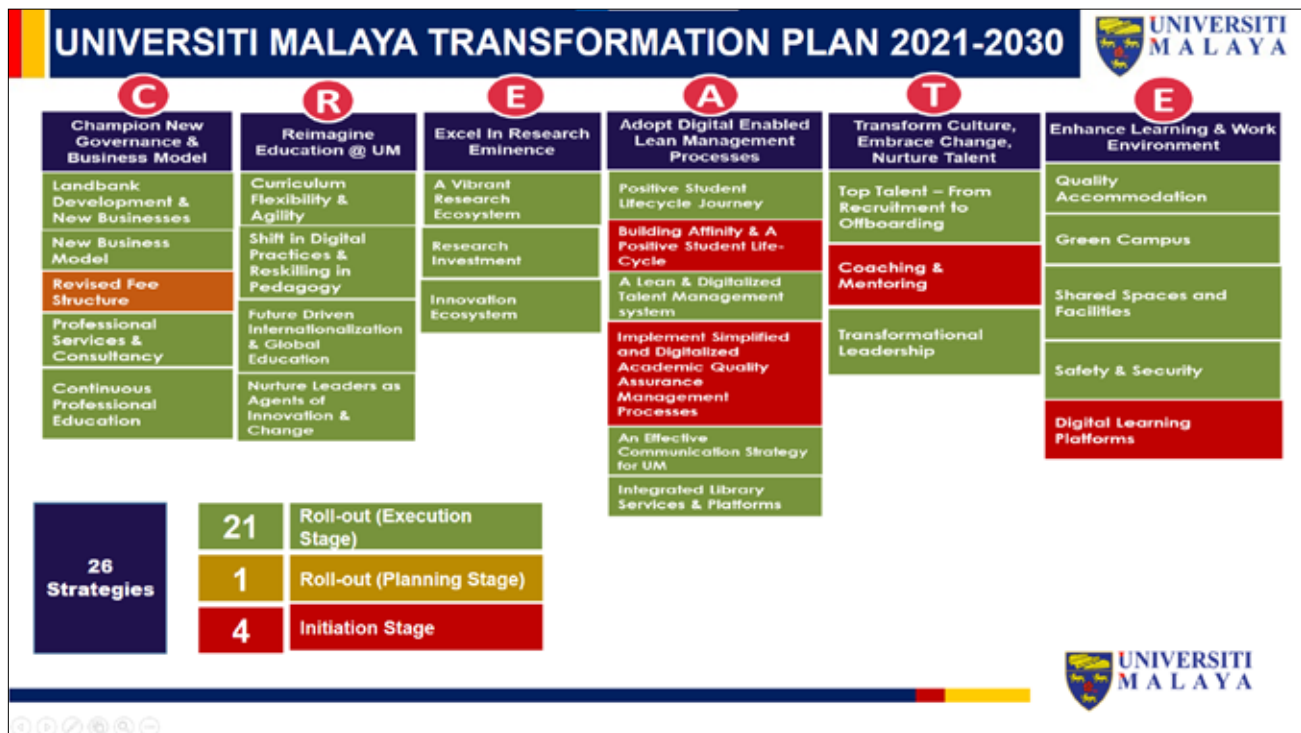 UNIVERSITI MALAYA TRANSFORMATION PLAN 2021-2030
UNIVERSITI
MALAYA
C
Champion New
Governance &
Business Model
Landbank
Development &
New Businesses
New Business
Model
Revised Fee
Structure
Professional
Services &
Consultancy
Continuous
Professional
Education
R
Reimagine
Education @ UM
Curriculum
Flexibility &
Agility
Shift in Digital
Practices &
Reskilling in
Pedagogy
Future Driven
Internationalization
& Global
Education
Nurture Leaders as
Agents of
Innovation &
Change
E
Excel In Research
Eminence
A Vibrant
Research
Ecosystem
Research
Investment
Innovation
Ecosystem
A
Adopt Digital Enabled
Lean Management
Processes
Positive Student
Lifecycle Journey
Building Affinity & A
Positive Student Life-
Cycle
A Lean & Digitalized
Talent Management
system
Implement Simplified
and Digitalized
Academic Quality
Assurance
Management
Processes
An Effective
Communication Strategy
for UM
Integrated Library
Services & Platforms
T
Transform Culture,
Embrace Change,
Nurture Talent
Top Talent – From
Recruitment to
Offboarding
Coaching &
Mentoring
Transformational
Leadership
E
Enhance Learning & Work
Environment
Quality
Accommodation
Green Campus
Shared Spaces and
Facilities
Safety & Security
Digital Learning
Platforms
26
Strategies
21
Roll-out (Execution
Stage)
1
Roll-out (Planning Stage)
4
Initiation Stage
UNIVERSITI
MALAYA